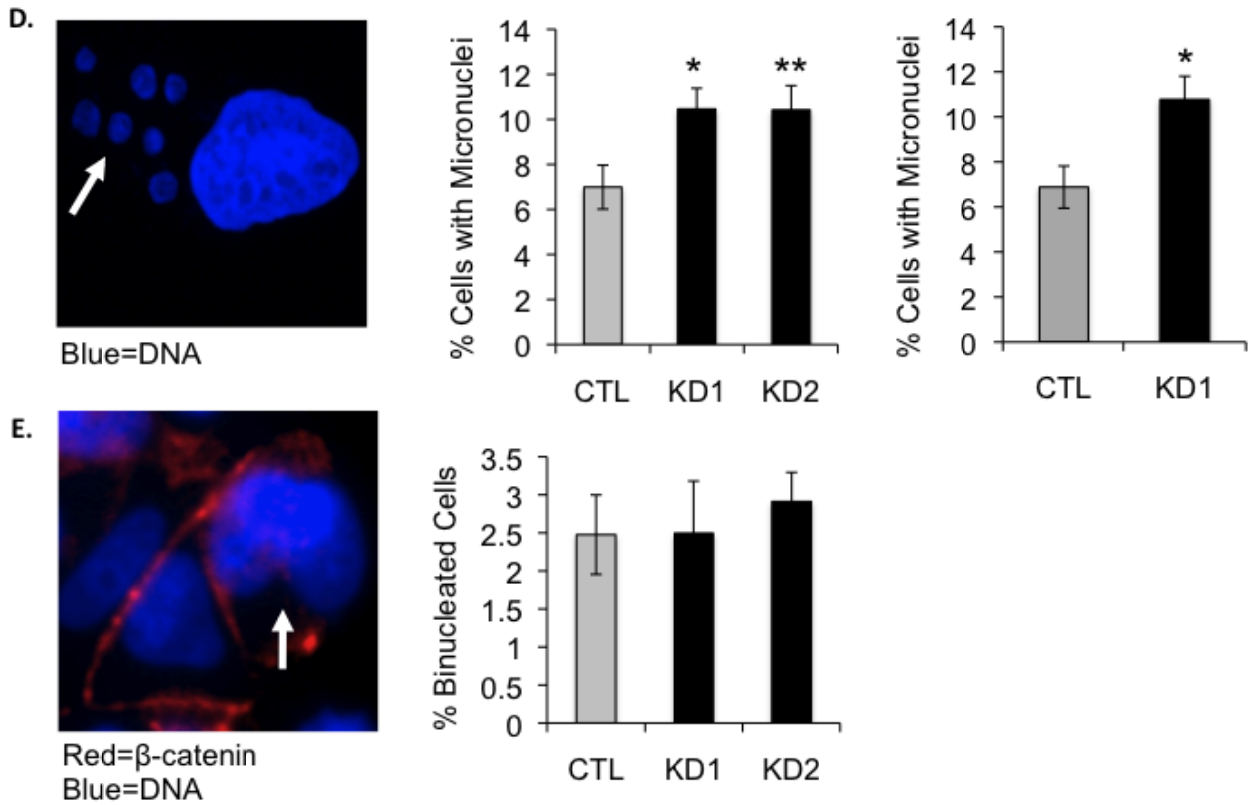 D.
Blue=DNA
% Cells with Micronuclei
14
12
10
8
6
4
2
0
*
**
CTL KD1 KD2
% Cells with Micronuclei
14
12
10
8
6
4
2
0
*
CTL KD1
E.
Red=β-catenin
Blue=DNA
% Binucleated Cells
3.5
3
2.5
2
1.5
1
0.5
0
CTL KD1 KD2